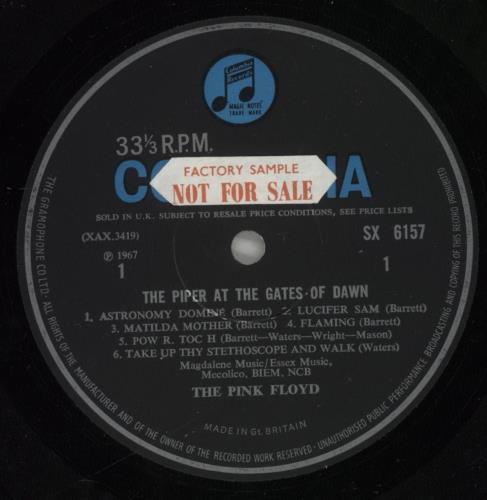 Columbia Records
MAGIC NOTES
TRADE MARK
33⅓ R.P.M.
FACTORY SAMPLE
NOT FOR SALE
SOLD IN U.K. SUBJECT TO RESALE PRICE CONDITIONS, SEE PRICE LISTS
(XAX.3419) SX 6157
℗ 1967
1 1
THE PIPER AT THE GATES·OF DAWN
1. ASTRONOMY DOMINÉ (Barrett) 2. LUCIFER SAM (Barrett)
3. MATILDA MOTHER (Barrett) 4. FLAMING (Barrett)
5. POW R. TOC H (Barrett—Waters—Wright—Mason)
6. TAKE UP THY STETHOSCOPE AND WALK (Waters)
Magdalene Music/Essex Music,
Mecolico, BIEM, NCB
THE PINK FLOYD
MADE IN Gt. BRITAIN
THE GRAMOPHONE CO. LTD. · ALL RIGHTS OF THE MANUFACTURER AND OF THE OWNER OF THE RECORDED WORK RESERVED · UNAUTHORISED PUBLIC PERFORMANCE BROADCASTING AND COPYING OF THIS RECORD PROHIBITED